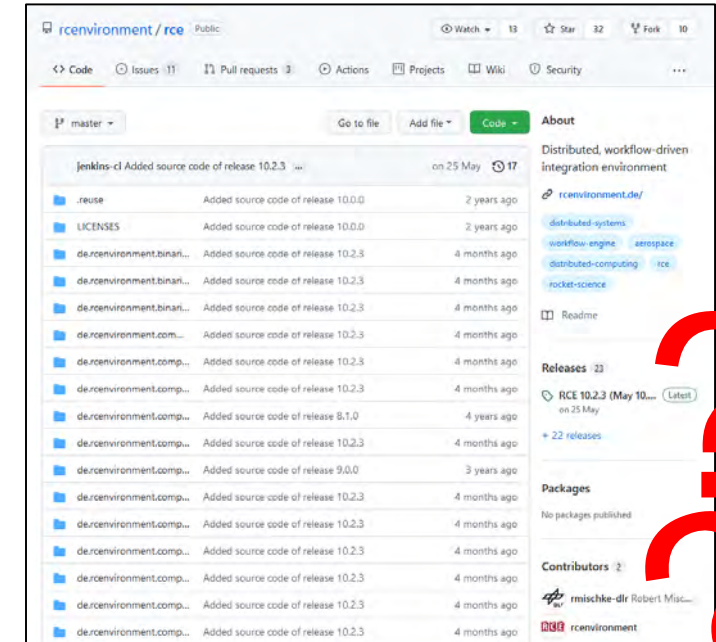 rcenvironment / rce Public
Watch 13 Star 32 Fork 10
<> Code Issues 11 Pull requests 3 Actions Projects Wiki Security ...
master Go to file Add file Code
jenkins-ci Added source code of release 10.2.3 ... on 25 May 17
.reuse Added source code of release 10.0.0 2 years ago
LICENSES Added source code of release 10.0.0 2 years ago
de.rcenvironment.binari... Added source code of release 10.2.3 4 months ago
de.rcenvironment.binari... Added source code of release 10.2.3 4 months ago
de.rcenvironment.binari... Added source code of release 10.2.3 4 months ago
de.rcenvironment.com... Added source code of release 10.2.3 4 months ago
de.rcenvironment.comp... Added source code of release 10.2.3 4 months ago
de.rcenvironment.comp... Added source code of release 10.2.3 4 months ago
de.rcenvironment.comp... Added source code of release 8.1.0 4 years ago
de.rcenvironment.comp... Added source code of release 10.2.3 4 months ago
de.rcenvironment.comp... Added source code of release 9.0.0 3 years ago
de.rcenvironment.comp... Added source code of release 10.2.3 4 months ago
de.rcenvironment.comp... Added source code of release 10.2.3 4 months ago
de.rcenvironment.comp... Added source code of release 10.2.3 4 months ago
de.rcenvironment.comp... Added source code of release 10.2.3 4 months ago
de.rcenvironment.comp... Added source code of release 10.2.3 4 months ago
de.rcenvironment.comp... Added source code of release 10.2.3 4 months ago
About
Distributed, workflow-driven
integration environment
rcenvironment.de/
distributed-systems
workflow-engine aerospace
distributed-computing rce
rocket-science
Readme
Releases 23
RCE 10.2.3 (May 10,... Latest
on 25 May
+ 22 releases
Packages
No packages published
Contributors 2
DLR rmischke-dlr Robert Misc...
RCE rcenvironment